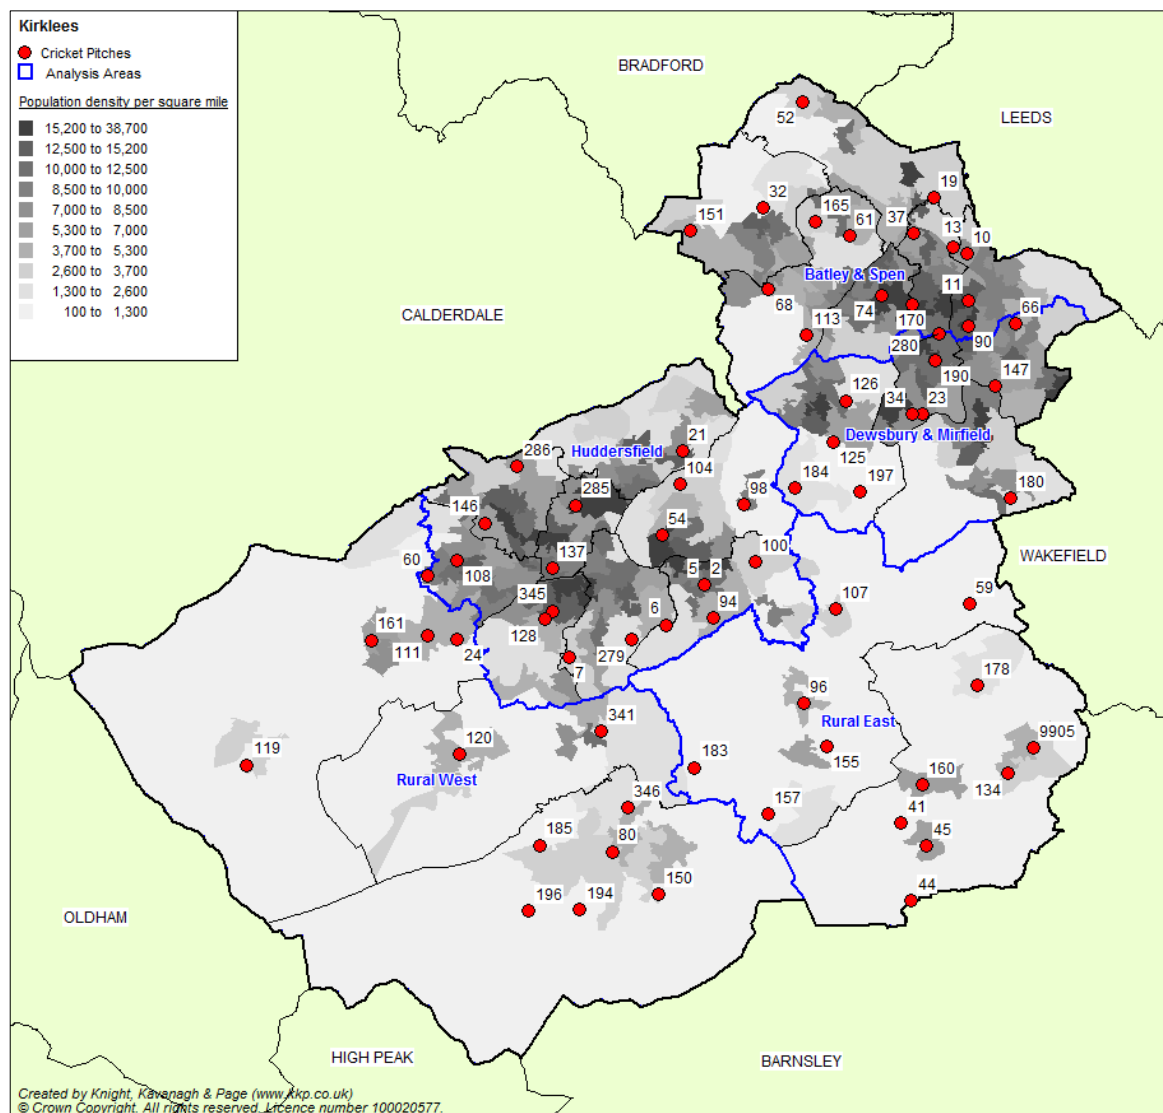 Kirklees
Cricket Pitches
Analysis Areas
Population density per square mile
15,200 to 38,700
12,500 to 15,200
10,000 to 12,500
8,500 to 10,000
7,000 to 8,500
5,300 to 7,000
3,700 to 5,300
2,600 to 3,700
1,300 to 2,600
100 to 1,300
BRADFORD
LEEDS
52
19
32
165
37
151
61
13
10
Batley & Spen
68
74
11
66
CALDERDALE
113
170
280
90
190
147
126
34
23
21
Dewsbury & Mirfield
286
Huddersfield
125
104
184
197
285
98
180
146
54
137
100
WAKEFIELD
60
5
2
108
345
107
59
94
6
161
128
111
24
279
7
178
96
341
Rural East
9905
120
119
183
155
Rural West
160
134
346
157
41
185
80
45
150
196
194
44
OLDHAM
HIGH PEAK
BARNSLEY
Created by Knight, Kavanagh & Page (www.kkp.co.uk)
© Crown Copyright. All rights reserved. Licence number 100020577.